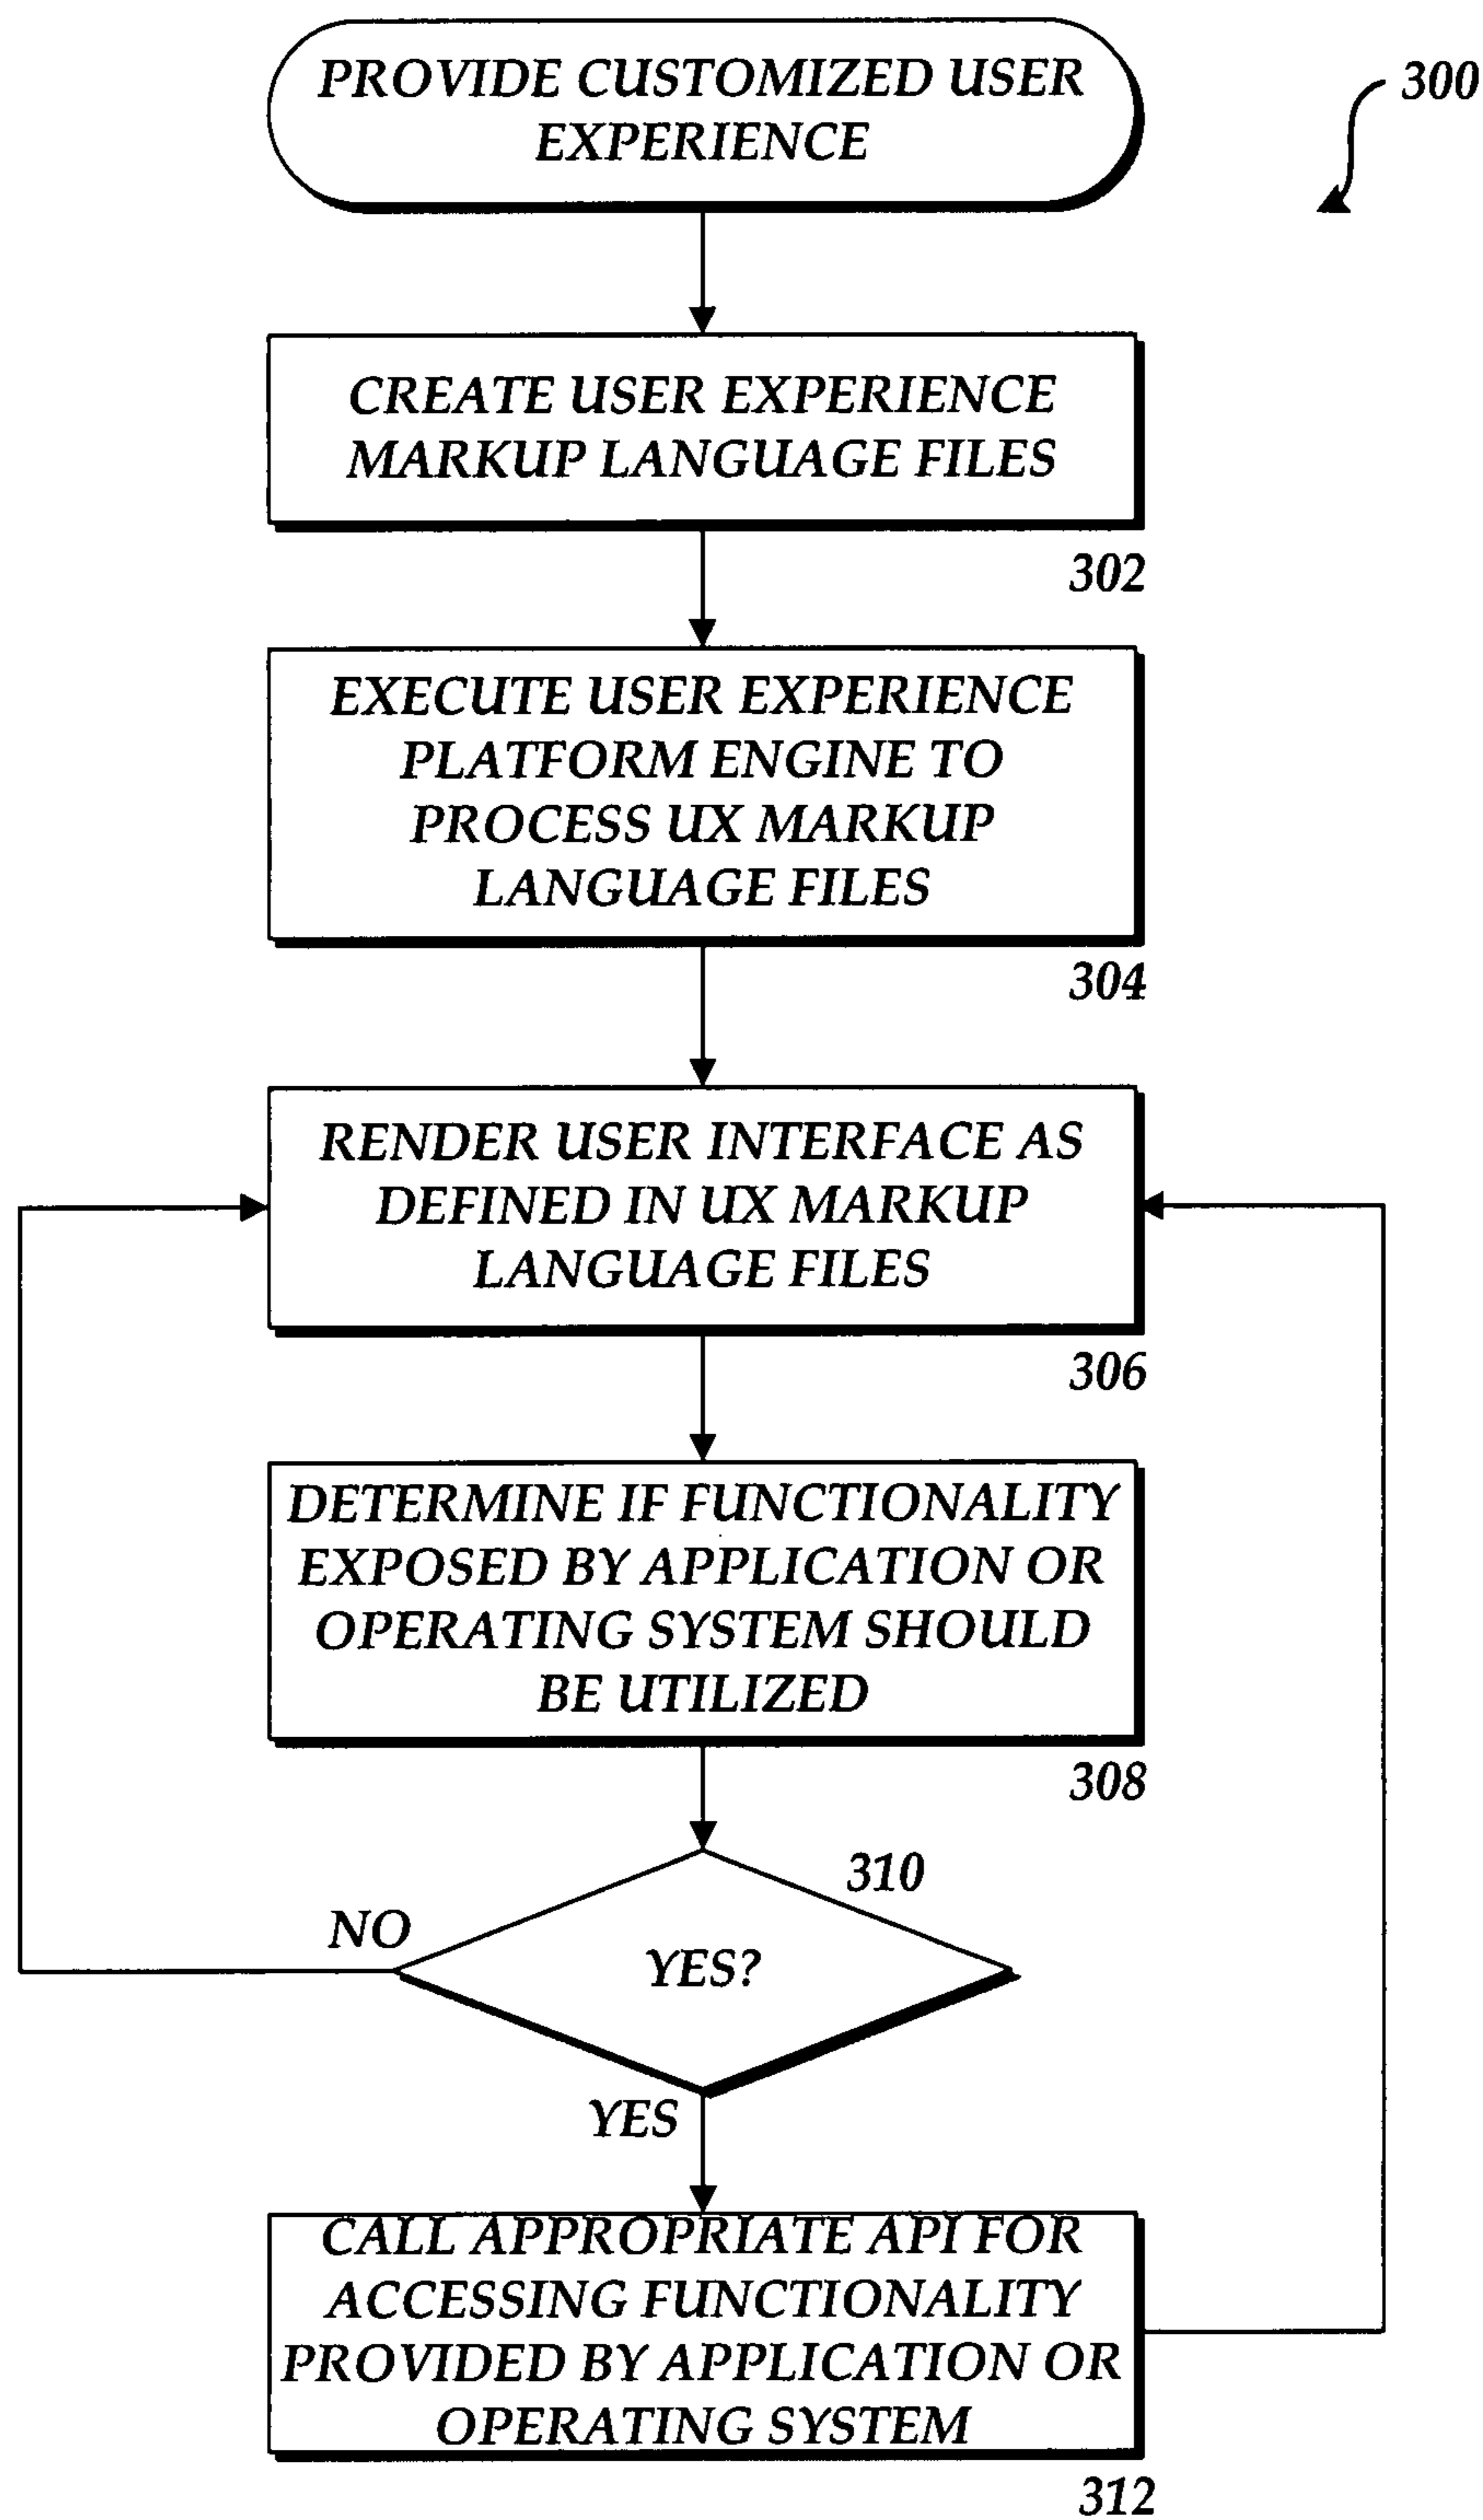 PROVIDE CUSTOMIZED USER
EXPERIENCE
300
CREATE USER EXPERIENCE
MARKUP LANGUAGE FILES
302
EXECUTE USER EXPERIENCE
PLATFORM ENGINE TO
PROCESS UX MARKUP
LANGUAGE FILES
304
RENDER USER INTERFACE AS
DEFINED IN UX MARKUP
LANGUAGE FILES
306
DETERMINE IF FUNCTIONALITY
EXPOSED BY APPLICATION OR
OPERATING SYSTEM SHOULD
BE UTILIZED
308
310
NO
YES?
YES
CALL APPROPRIATE API FOR
ACCESSING FUNCTIONALITY
PROVIDED BY APPLICATION OR
OPERATING SYSTEM
312